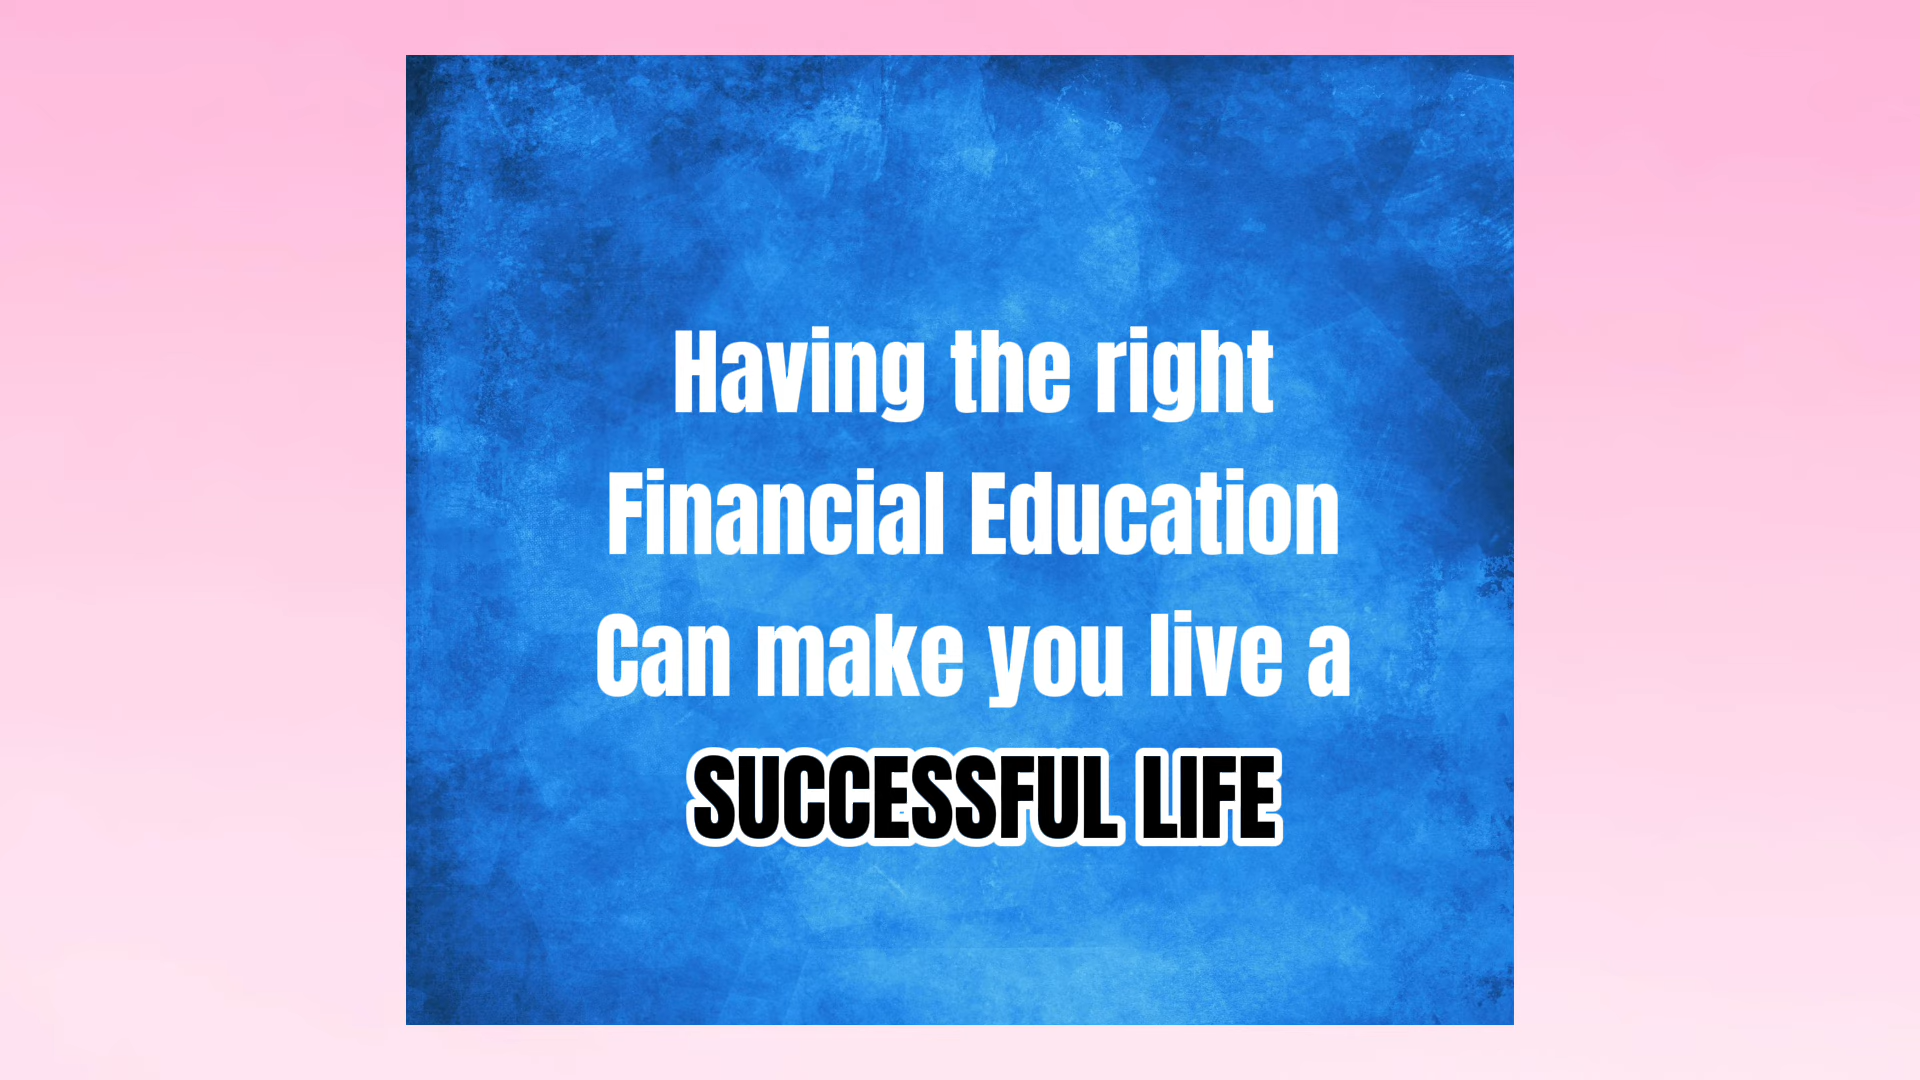 Having the right
Financial Education
Can make you live a
SUCCESSFUL LIFE